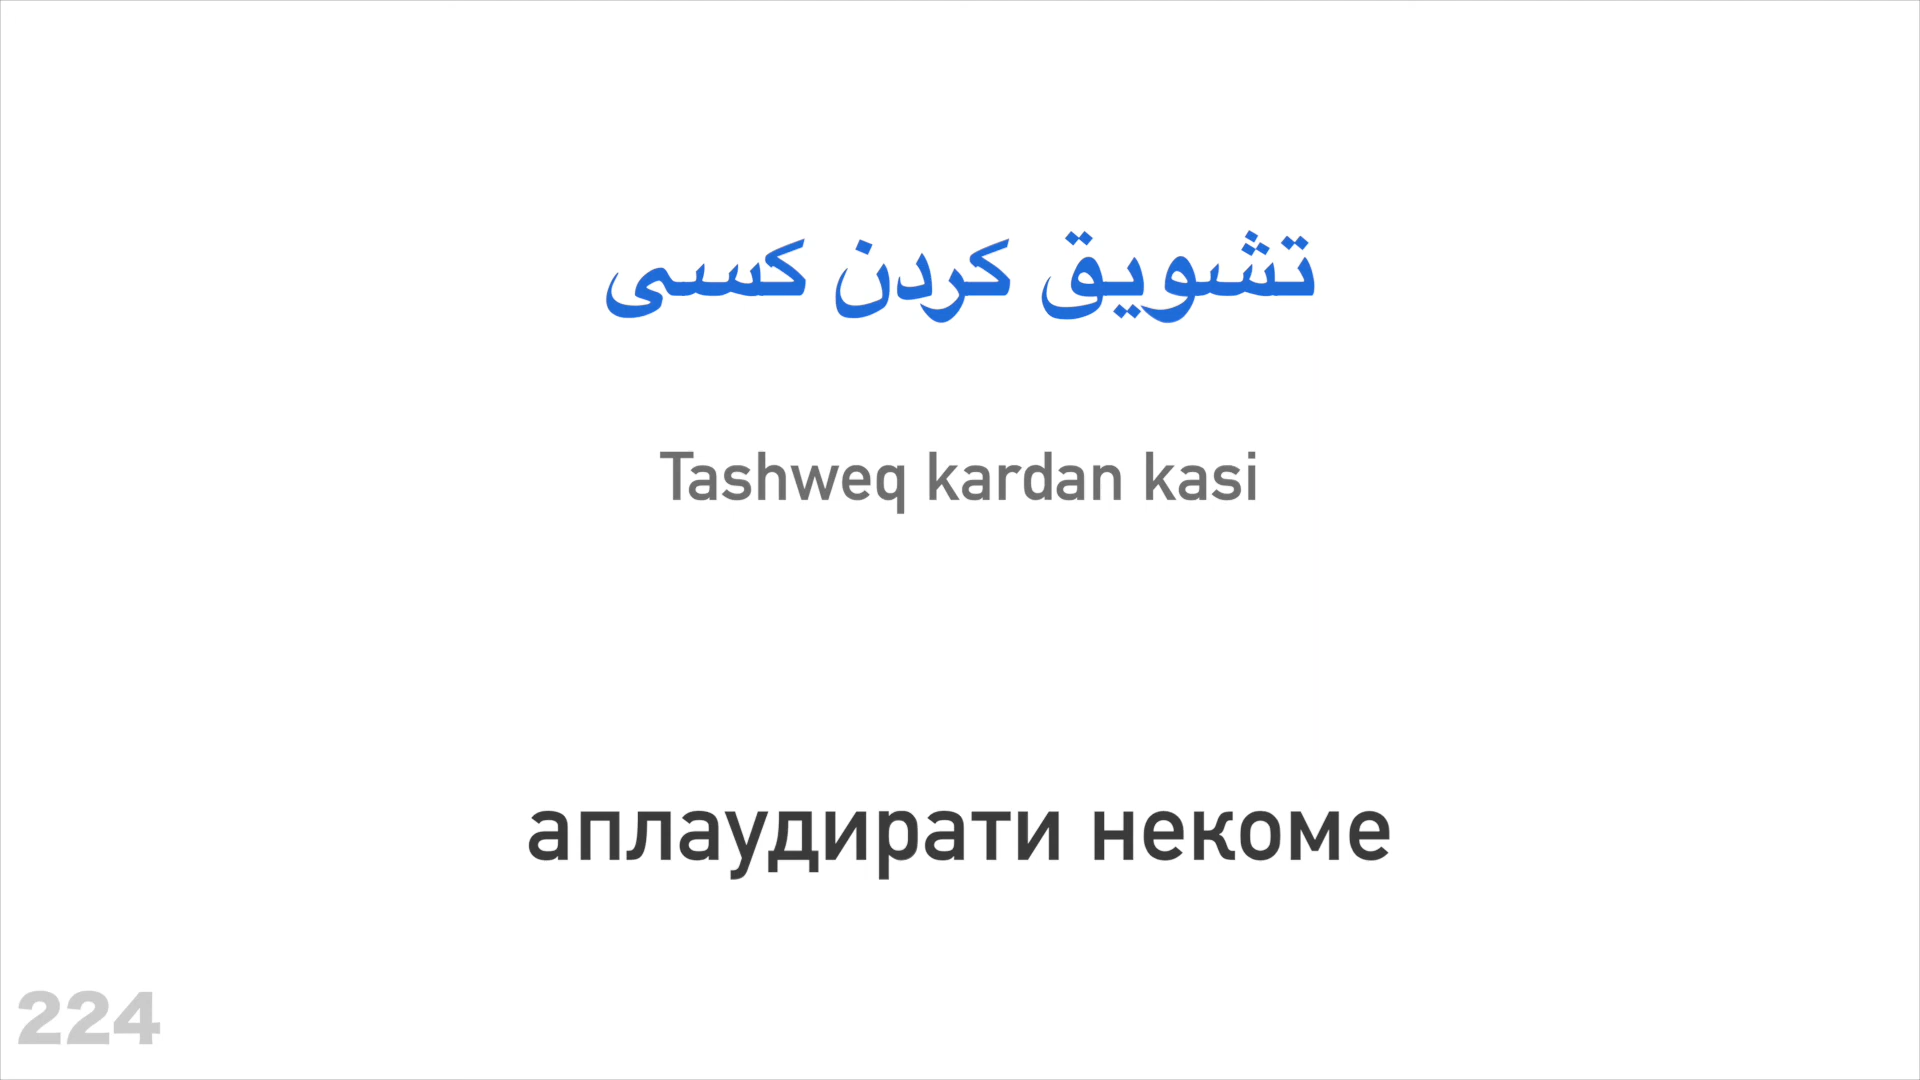 تشویق کردن کسی
Tashweq kardan kasi
аплаудирати некоме
224